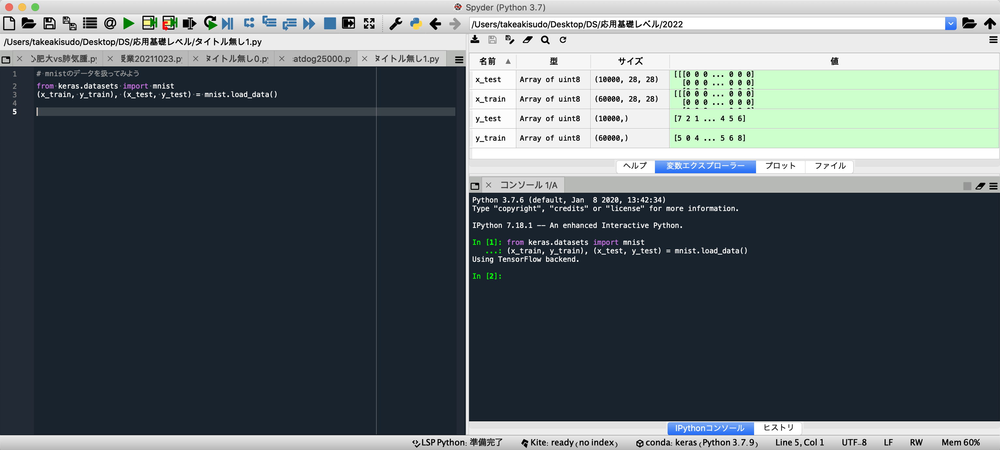 Spyder (Python 3.7)
/Users/takeakisudo/Desktop/DS/応用基礎レベル/2022
/Users/takeakisudo/Desktop/DS/応用基礎レベル/タイトル無し1.py
肥大vs肺気腫.py
授業20211023.py
タイトル無し0.py
atdog25000.py
タイトル無し1.py
1 # mnistのデータを扱ってみよう
2 from keras.datasets import mnist
3 (x_train, y_train), (x_test, y_test) = mnist.load_data()
4
5
名前 ▲ 型 サイズ 値
x_test Array of uint8 (10000, 28, 28) [[[0 0 0 ... 0 0 0]
[0 0 0 ... 0 0 0]
x_train Array of uint8 (60000, 28, 28) [[[0 0 0 ... 0 0 0]
[0 0 0 ... 0 0 0]
y_test Array of uint8 (10000,) [7 2 1 ... 4 5 6]
y_train Array of uint8 (60000,) [5 0 4 ... 5 6 8]
ヘルプ 変数エクスプローラー プロット ファイル
コンソール 1/A
Python 3.7.6 (default, Jan  8 2020, 13:42:34)
Type "copyright", "credits" or "license" for more information.
IPython 7.18.1 -- An enhanced Interactive Python.
In [1]: from keras.datasets import mnist
...: (x_train, y_train), (x_test, y_test) = mnist.load_data()
Using TensorFlow backend.
In [2]:
IPythonコンソール ヒストリ
LSP Python: 準備完了 Kite: ready (no index) conda: keras (Python 3.7.9) Line 5, Col 1 UTF-8 LF RW Mem 60%